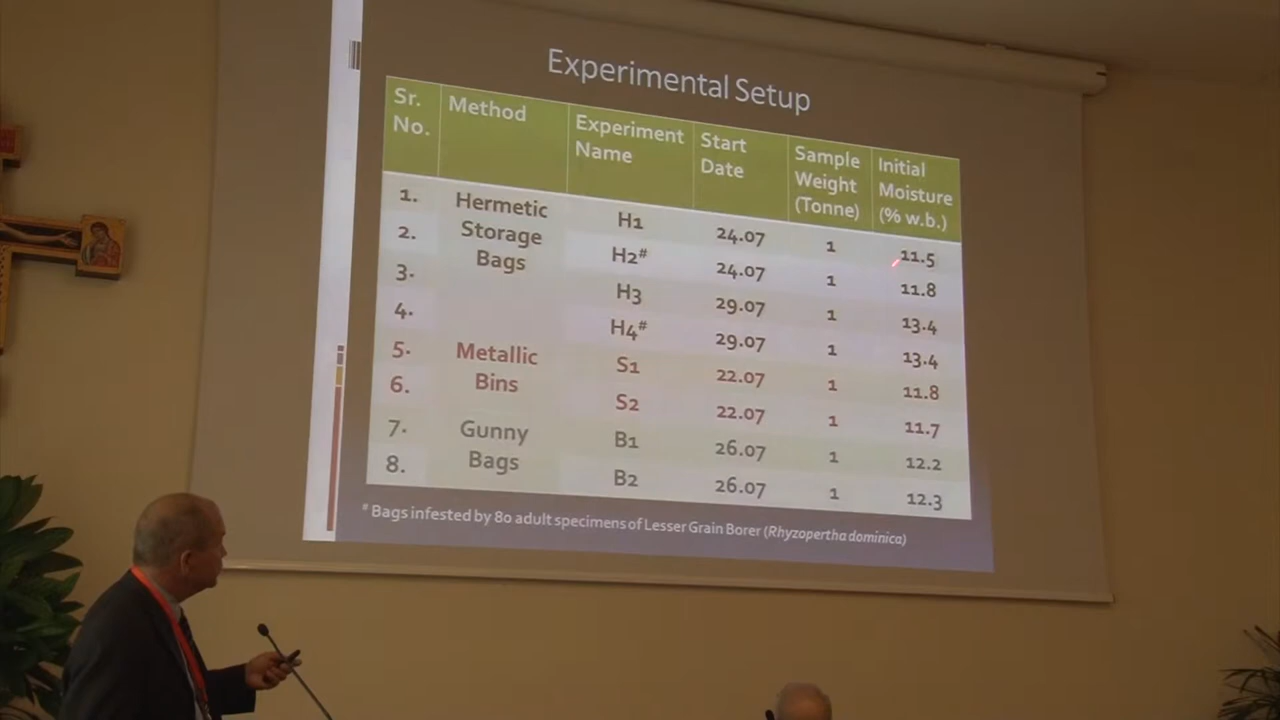 Experimental Setup
Sr. No. Method Experiment Name Start Date Sample Weight (Tonne) Initial Moisture (% w.b.)
1. Hermetic Storage Bags H1 24.07 1 11.5
2. H2# 24.07 1 11.8
3. H3 29.07 1 13.4
4. H4# 29.07 1 13.4
5. Metallic Bins S1 22.07 1 11.8
6. S2 22.07 1 11.7
7. Gunny Bags B1 26.07 1 12.2
8. B2 26.07 1 12.3
# Bags infested by 80 adult specimens of Lesser Grain Borer (Rhyzopertha dominica)